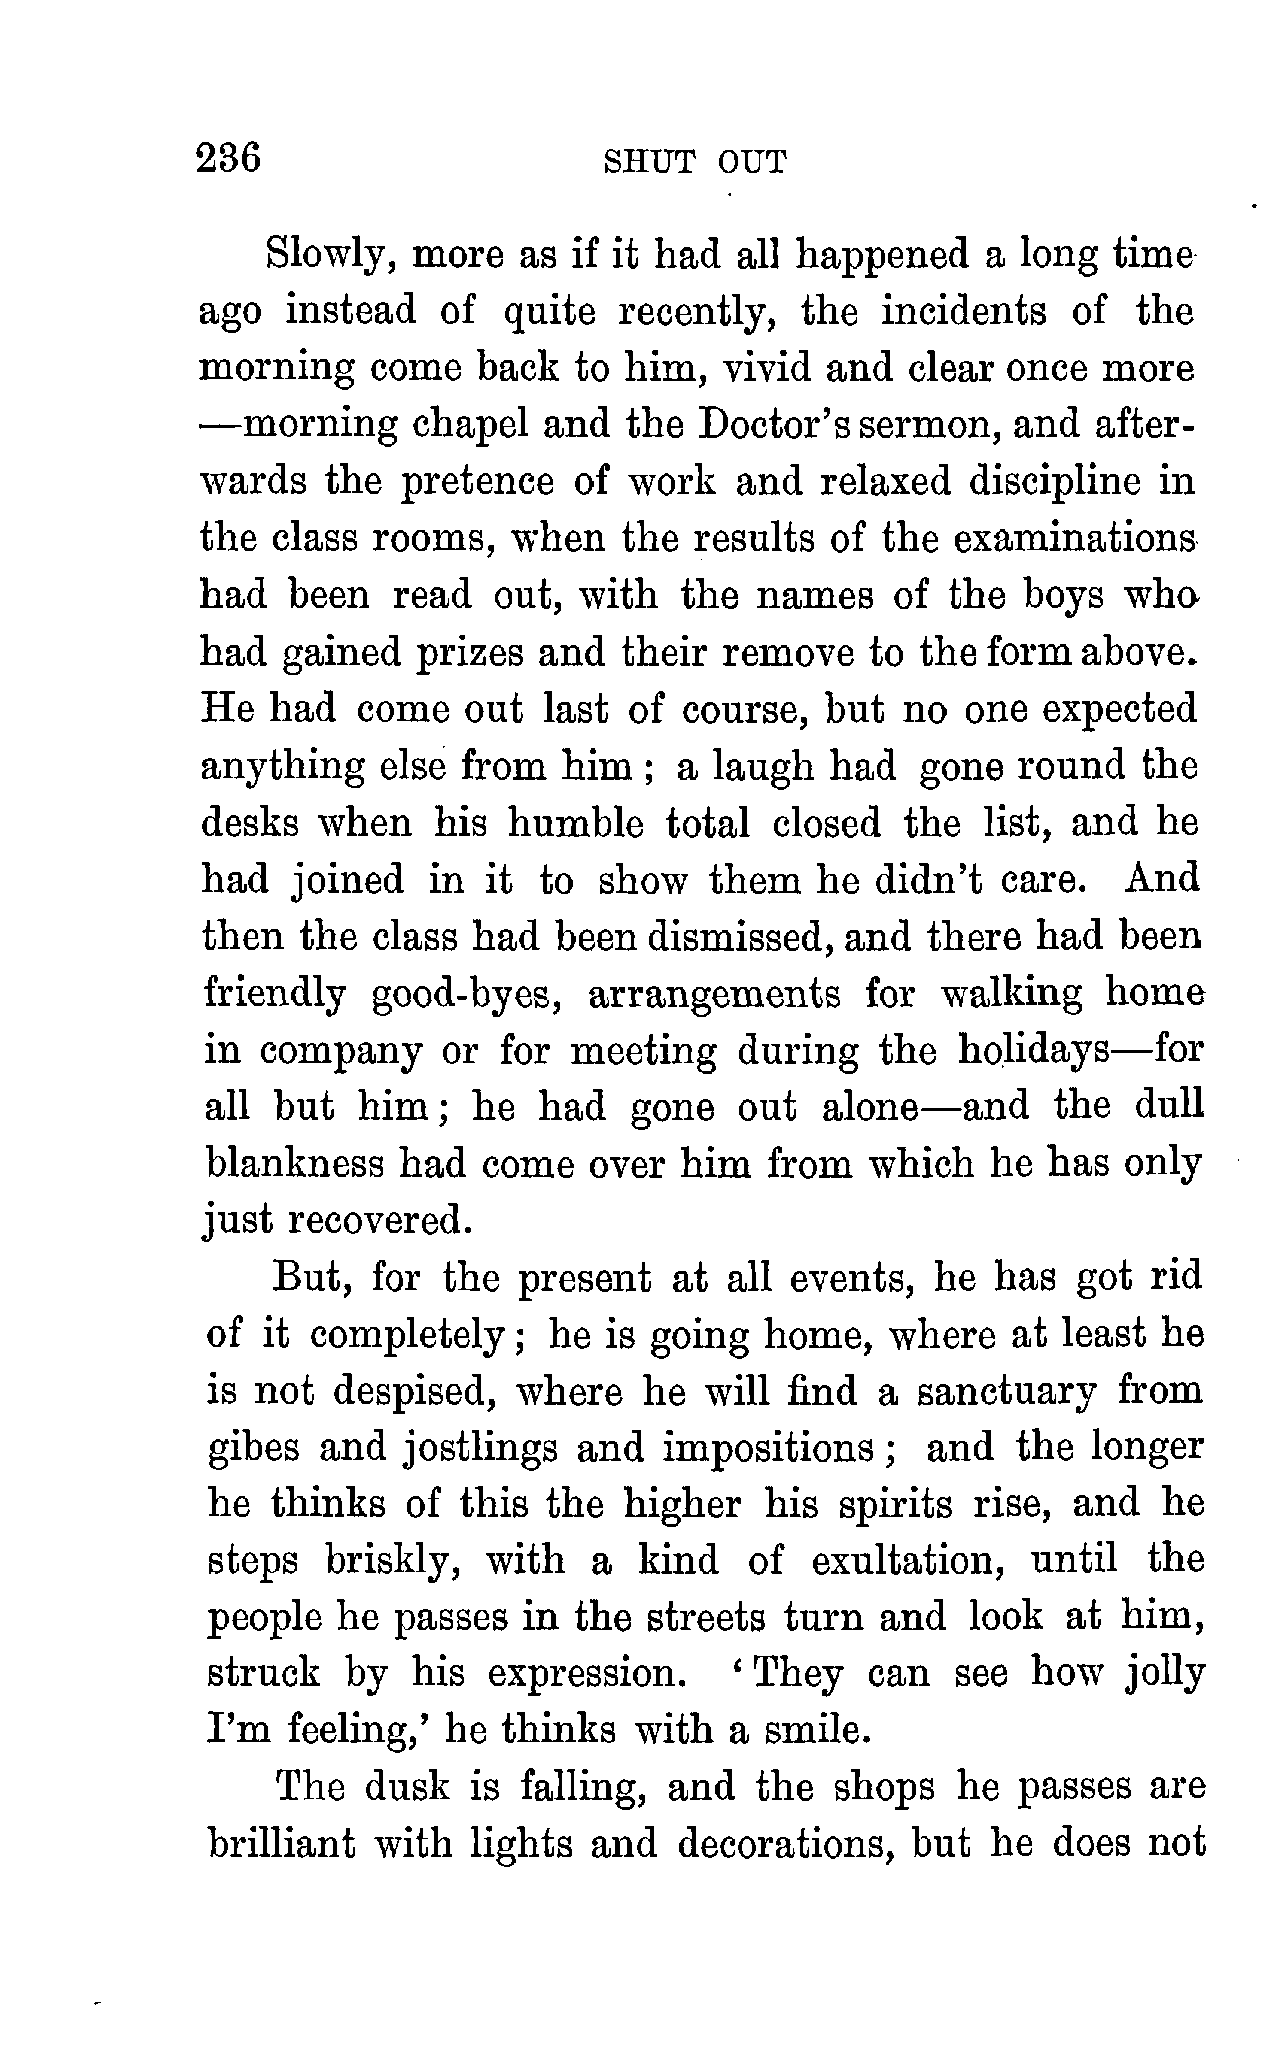 236 SHUT OUT
Slowly, more as if it had all happened a long time
ago instead of quite recently, the incidents of the
morning come back to him, vivid and clear once more
—morning chapel and the Doctor's sermon, and after-
wards the pretence of work and relaxed discipline in
the class rooms, when the results of the examinations
had been read out, with the names of the boys who
had gained prizes and their remove to the form above.
He had come out last of course, but no one expected
anything else from him ; a laugh had gone round the
desks when his humble total closed the list, and he
had joined in it to show them he didn't care. And
then the class had been dismissed, and there had been
friendly good-byes, arrangements for walking home
in company or for meeting during the holidays—for
all but him ; he had gone out alone—and the dull
blankness had come over him from which he has only
just recovered.
But, for the present at all events, he has got rid
of it completely ; he is going home, where at least he
is not despised, where he will find a sanctuary from
gibes and jostlings and impositions ; and the longer
he thinks of this the higher his spirits rise, and he
steps briskly, with a kind of exultation, until the
people he passes in the streets turn and look at him,
struck by his expression. ‘ They can see how jolly
I'm feeling,’ he thinks with a smile.
The dusk is falling, and the shops he passes are
brilliant with lights and decorations, but he does not